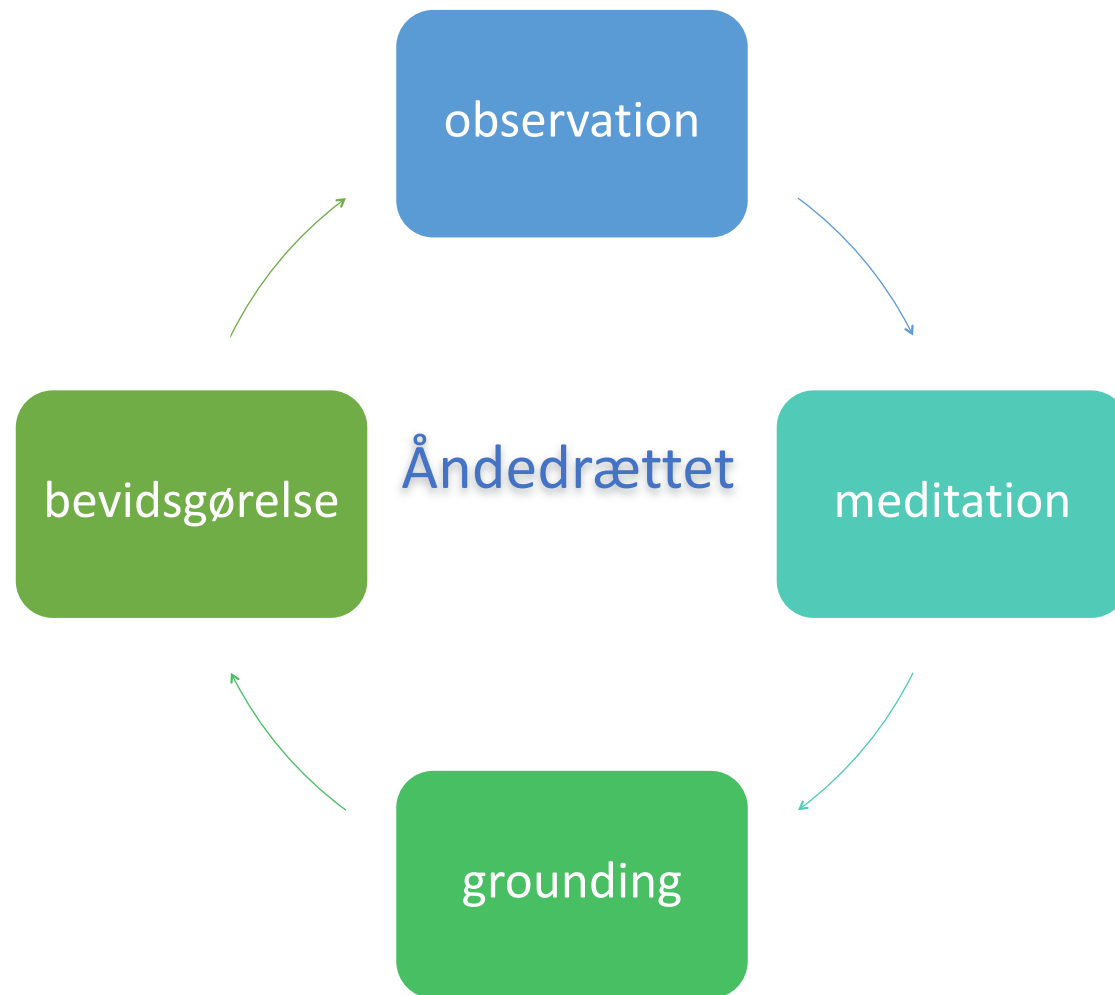 observation
bevidsgørelse
Åndedrættet
meditation
grounding